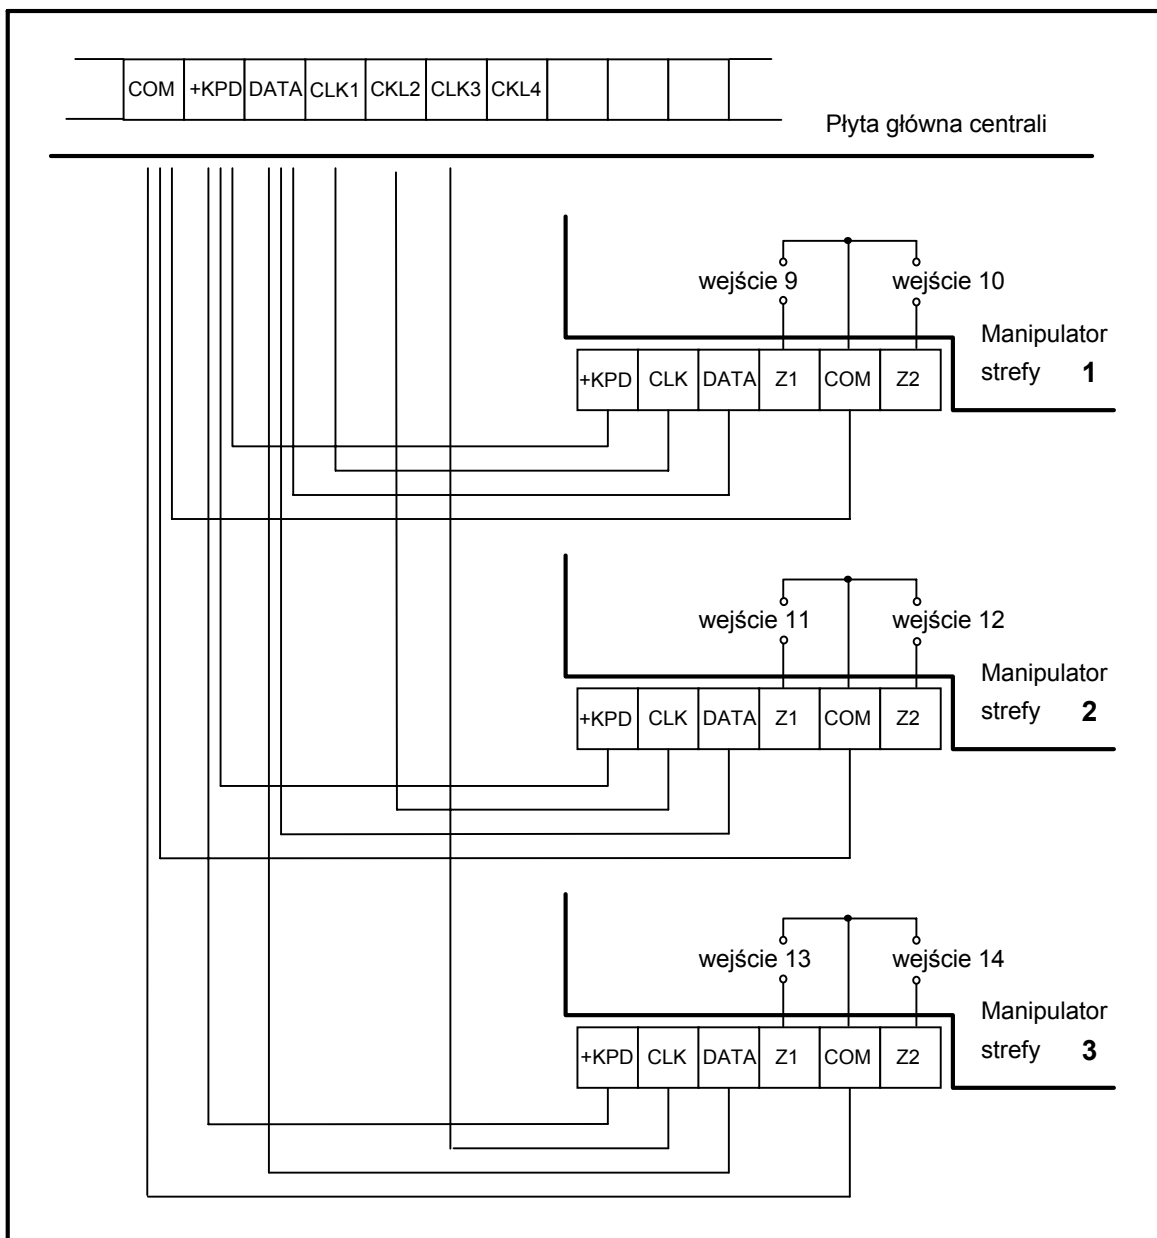 COM +KPD DATA CLK1 CKL2 CLK3 CKL4
Płyta główna centrali
wejście 9 wejście 10
Manipulator
strefy 1
+KPD CLK DATA Z1 COM Z2
wejście 11 wejście 12
Manipulator
strefy 2
+KPD CLK DATA Z1 COM Z2
wejście 13 wejście 14
Manipulator
strefy 3
+KPD CLK DATA Z1 COM Z2